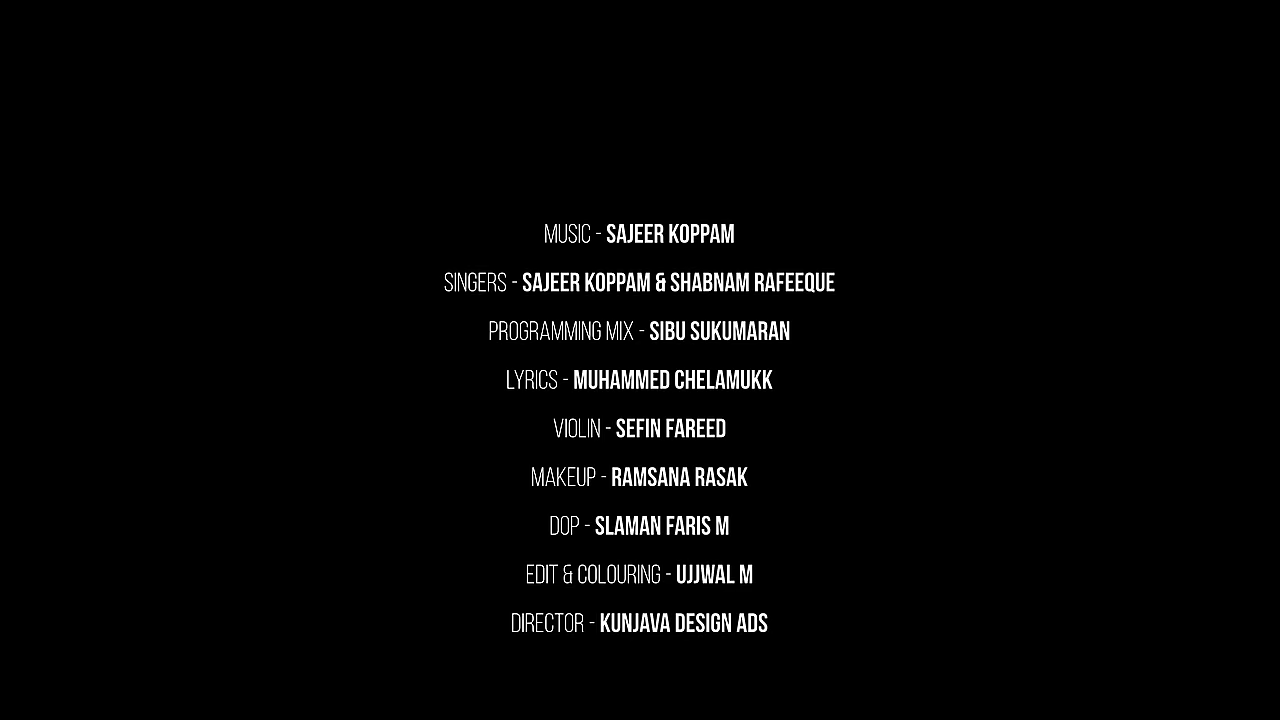 MUSIC - SAJEER KOPPAM
SINGERS - SAJEER KOPPAM & SHABNAM RAFEEQUE
PROGRAMMING MIX - SIBU SUKUMARAN
LYRICS - MUHAMMED CHELAMUKK
VIOLIN - SEFIN FAREED
MAKEUP - RAMSANA RASAK
DOP - SLAMAN FARIS M
EDIT & COLOURING - UJJWAL M
DIRECTOR - KUNJAVA DESIGN ADS